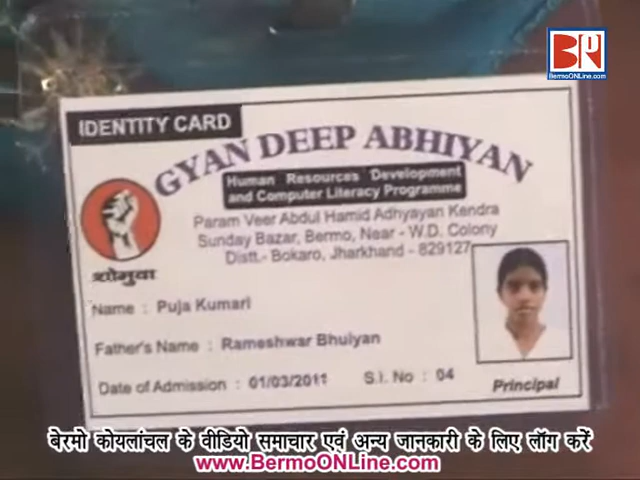 BR
BermoONLine.com
IDENTITY CARD
GYAN DEEP ABHIYAN
Human Resources Development
and Computer Literacy Programme
Param Veer Abdul Hamid Adhyayan Kendra
Sunday Bazar, Bermo, Near - W.D. Colony
Distt.- Bokaro, Jharkhand - 829127
Name : Puja Kumari
Father's Name : Rameshwar Bhuiyan
Date of Admission : 01/03/2011 S.I. No : 04
Principal
बेरमो कोयलांचल के वीडियो समाचार एवं अन्य जानकारी के लिए लॉग करें
www.BermoONLine.com